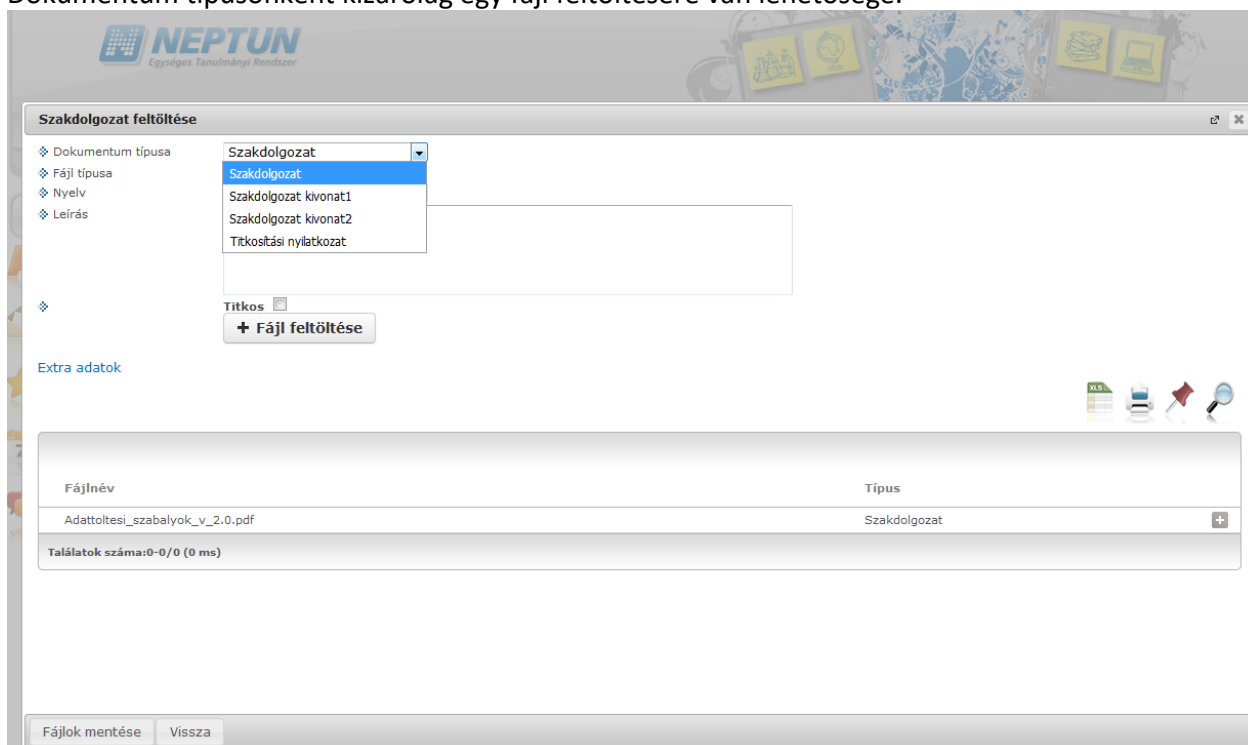 Dokumentum típusonként kizárólag egy fájl feltöltésére van lehetősége.
NEPTUN
Egységes Tanulmányi Rendszer
Szakdolgozat feltöltése
Dokumentum típusa Szakdolgozat
Fájl típusa Szakdolgozat
Nyelv Szakdolgozat kivonat1
Leírás Szakdolgozat kivonat2
Titkosítási nyilatkozat
Titkos
+ Fájl feltöltése
Extra adatok
XLS
Fájlnév Típus
Adattoltesi_szabalyok_v_2.0.pdf Szakdolgozat
Találatok száma:0-0/0 (0 ms)
Fájlok mentése Vissza